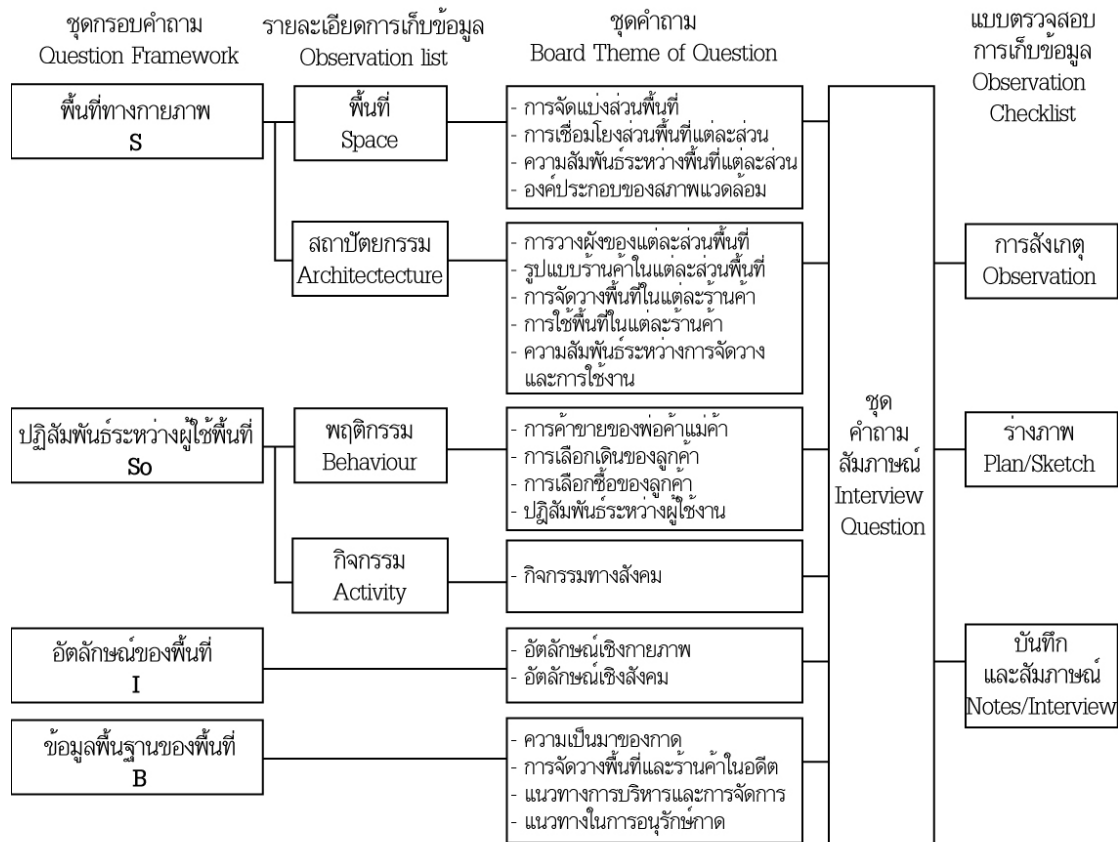 ชุดกรอบคำถาม
Question Framework
รายละเอียดการเก็บข้อมูล
Observation list
ชุดคำถาม
Board Theme of Question
แบบตรวจสอบ
การเก็บข้อมูล
Observation
Checklist
พื้นที่ทางกายภาพ
S
พื้นที่
Space
- การจัดแบ่งส่วนพื้นที่
- การเชื่อมโยงส่วนพื้นที่แต่ละส่วน
- ความสัมพันธ์ระหว่างพื้นที่แต่ละส่วน
- องค์ประกอบของสภาพแวดล้อม
สถาปัตยกรรม
Architectecture
- การวางผังของแต่ละส่วนพื้นที่
- รูปแบบร้านค้าในแต่ละส่วนพื้นที่
- การจัดวางพื้นที่ในแต่ละร้านค้า
- การใช้พื้นที่ในแต่ละร้านค้า
- ความสัมพันธ์ระหว่างการจัดวาง
และการใช้งาน
ปฏิสัมพันธ์ระหว่างผู้ใช้พื้นที่
So
พฤติกรรม
Behaviour
- การค้าขายของพ่อค้าแม่ค้า
- การเลือกเดินของลูกค้า
- การเลือกซื้อของลูกค้า
- ปฎิสัมพันธ์ระหว่างผู้ใช้งาน
กิจกรรม
Activity
- กิจกรรมทางสังคม
อัตลักษณ์ของพื้นที่
I
- อัตลักษณ์เชิงกายภาพ
- อัตลักษณ์เชิงสังคม
ข้อมูลพื้นฐานของพื้นที่
B
- ความเป็นมาของกาด
- การจัดวางพื้นที่และร้านค้าในอดีต
- แนวทางการบริหารและการจัดการ
- แนวทางในการอนุรักษ์กาด
ชุด
คำถาม
สัมภาษณ์
Interview
Question
การสังเกตุ
Observation
ร่างภาพ
Plan/Sketch
บันทึก
และสัมภาษณ์
Notes/Interview